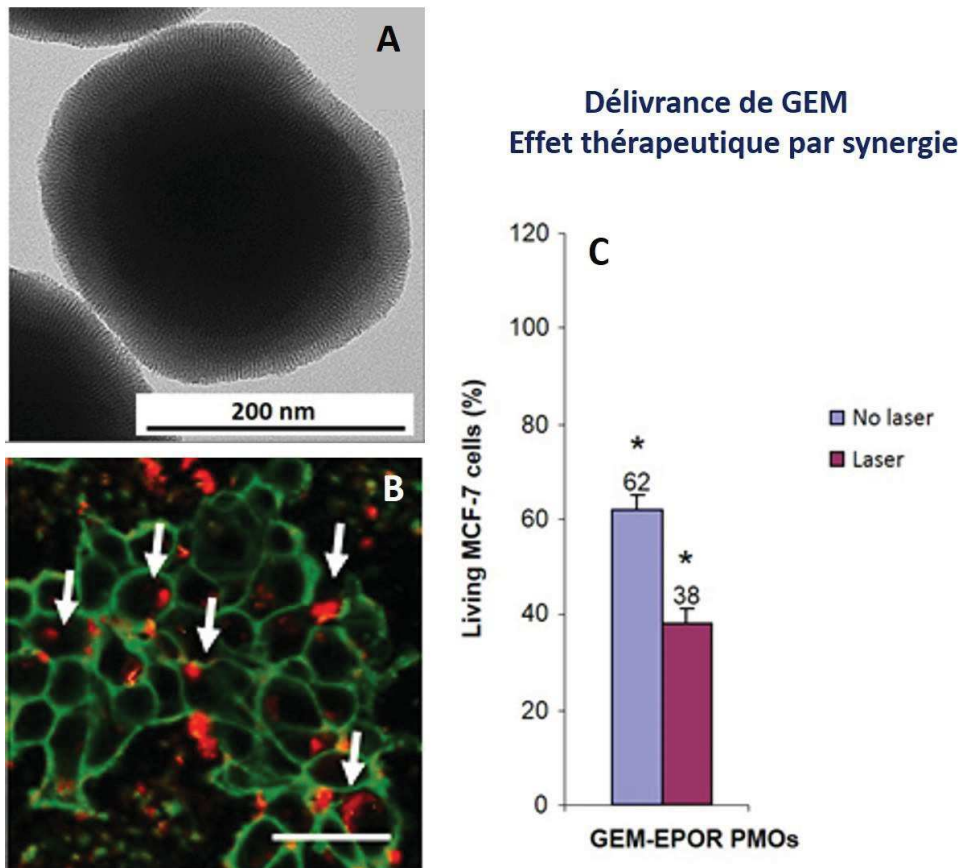 A
200 nm
B
Délivrance de GEM
Effet thérapeutique par synergie
C
Living MCF-7 cells (%)
120
100
80
60
40
20
0
*
62
*
38
No laser
Laser
GEM-EPOR PMOs